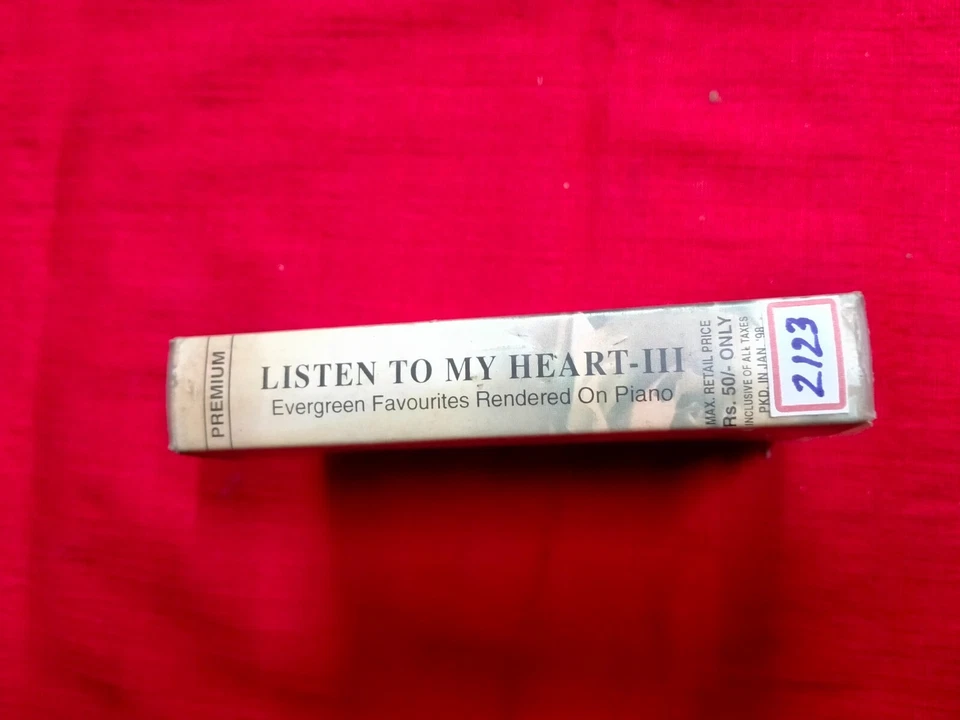 PREMIUM
LISTEN TO MY HEART-III
Evergreen Favourites Rendered On Piano
MAX. RETAIL PRICE
Rs. 50/- ONLY
INCLUSIVE OF ALL TAXES
PKD. IN JAN. '98.
2123